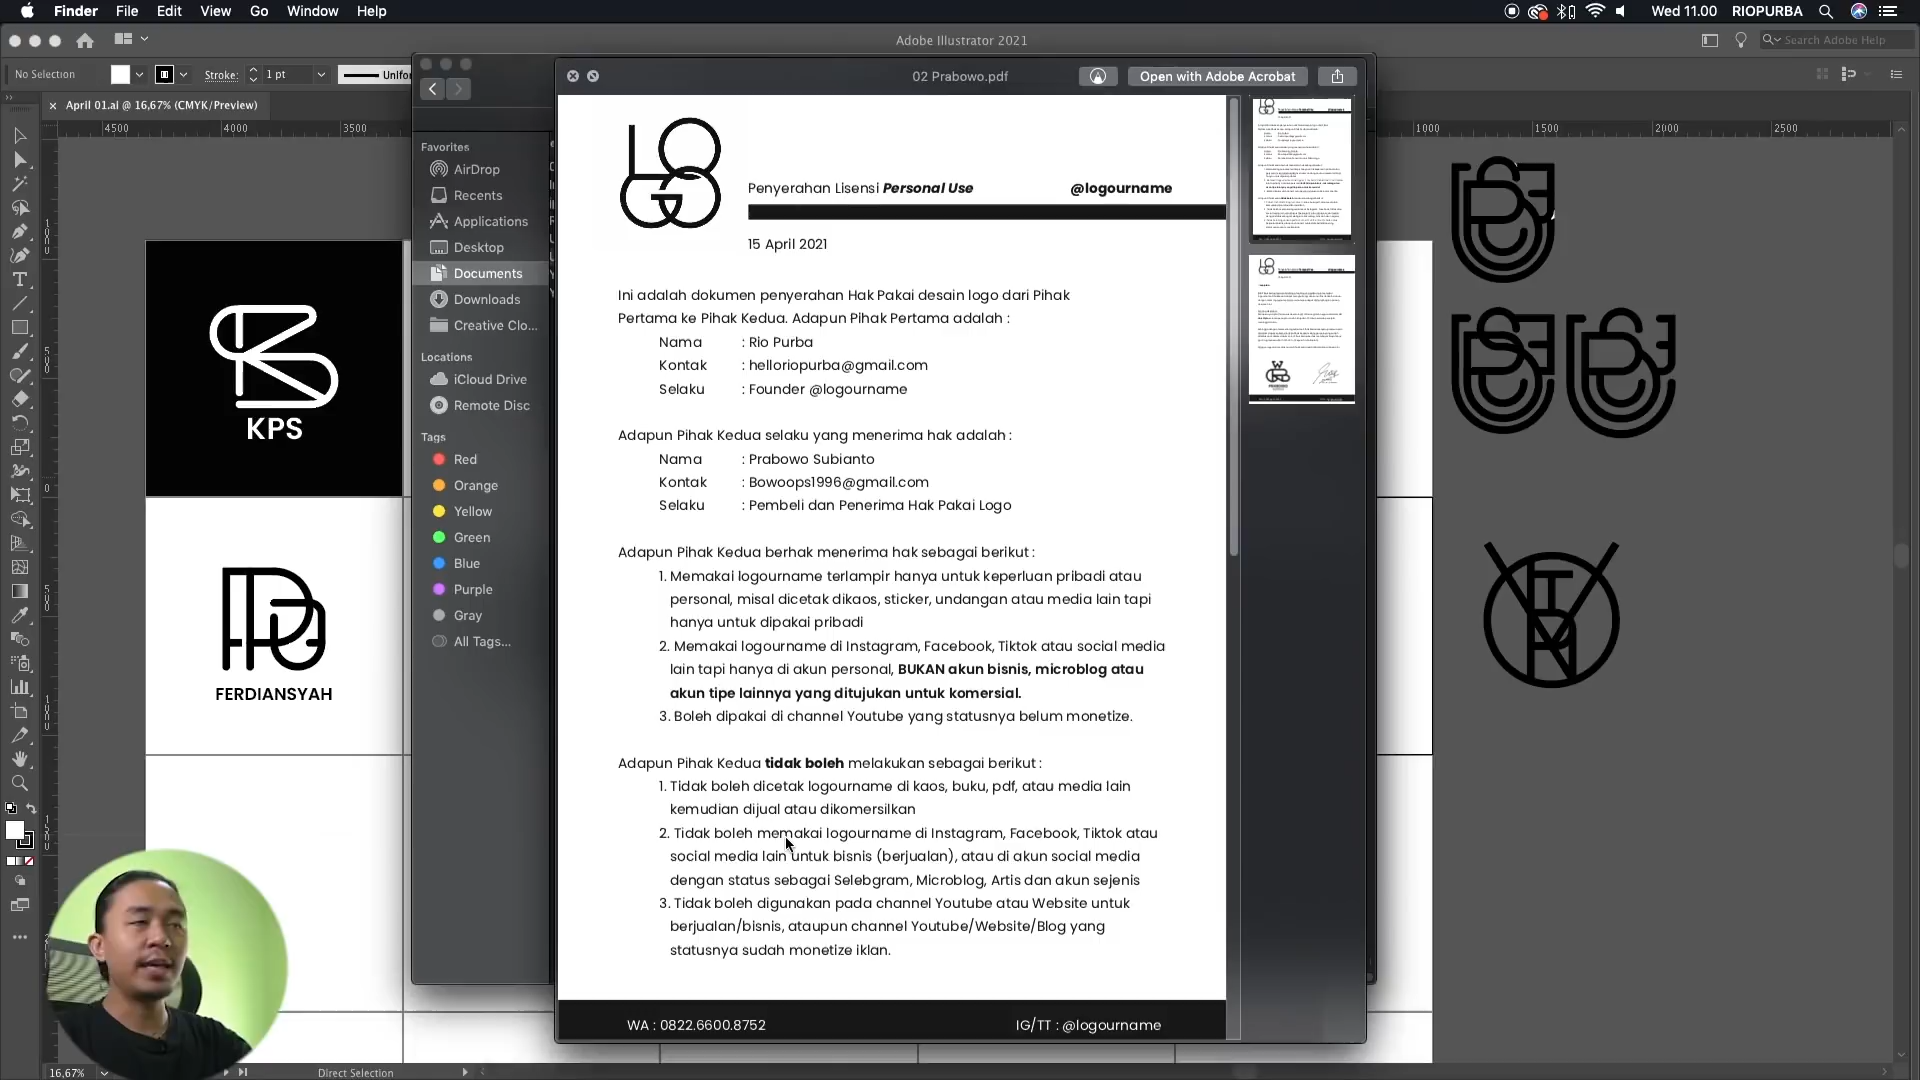 Finder File Edit View Go Window Help
Wed 11.00 RIOPURBA
Adobe Illustrator 2021
Search Adobe Help
No Selection
Stroke: 1 pt
April 01.ai @ 16,67% (CMYK/Preview)
4500 4000 3500
1000 1500 2000 2500
02 Prabowo.pdf
Open with Adobe Acrobat
Favorites
AirDrop
Recents
Applications
Desktop
Documents
Downloads
Creative Clo...
Locations
iCloud Drive
Remote Disc
Tags
Red
Orange
Yellow
Green
Blue
Purple
Gray
All Tags...
KPS
FERDIANSYAH
LOGO
Penyerahan Lisensi Personal Use @logourname
15 April 2021
Ini adalah dokumen penyerahan Hak Pakai desain logo dari Pihak
Pertama ke Pihak Kedua. Adapun Pihak Pertama adalah :
Nama : Rio Purba
Kontak : helloriopurba@gmail.com
Selaku : Founder @logourname
Adapun Pihak Kedua selaku yang menerima hak adalah :
Nama : Prabowo Subianto
Kontak : Bowoops1996@gmail.com
Selaku : Pembeli dan Penerima Hak Pakai Logo
Adapun Pihak Kedua berhak menerima hak sebagai berikut :
1. Memakai logourname terlampir hanya untuk keperluan pribadi atau
personal, misal dicetak dikaos, sticker, undangan atau media lain tapi
hanya untuk dipakai pribadi
2. Memakai logourname di Instagram, Facebook, Tiktok atau social media
lain tapi hanya di akun personal, BUKAN akun bisnis, microblog atau
akun tipe lainnya yang ditujukan untuk komersial.
3. Boleh dipakai di channel Youtube yang statusnya belum monetize.
Adapun Pihak Kedua tidak boleh melakukan sebagai berikut :
1. Tidak boleh dicetak logourname di kaos, buku, pdf, atau media lain
kemudian dijual atau dikomersilkan
2. Tidak boleh memakai logourname di Instagram, Facebook, Tiktok atau
social media lain untuk bisnis (berjualan), atau di akun social media
dengan status sebagai Selebgram, Microblog, Artis dan akun sejenis
3. Tidak boleh digunakan pada channel Youtube atau Website untuk
berjualan/bisnis, ataupun channel Youtube/Website/Blog yang
statusnya sudah monetize iklan.
WA : 0822.6600.8752 IG/TT : @logourname
16,67% Direct Selection